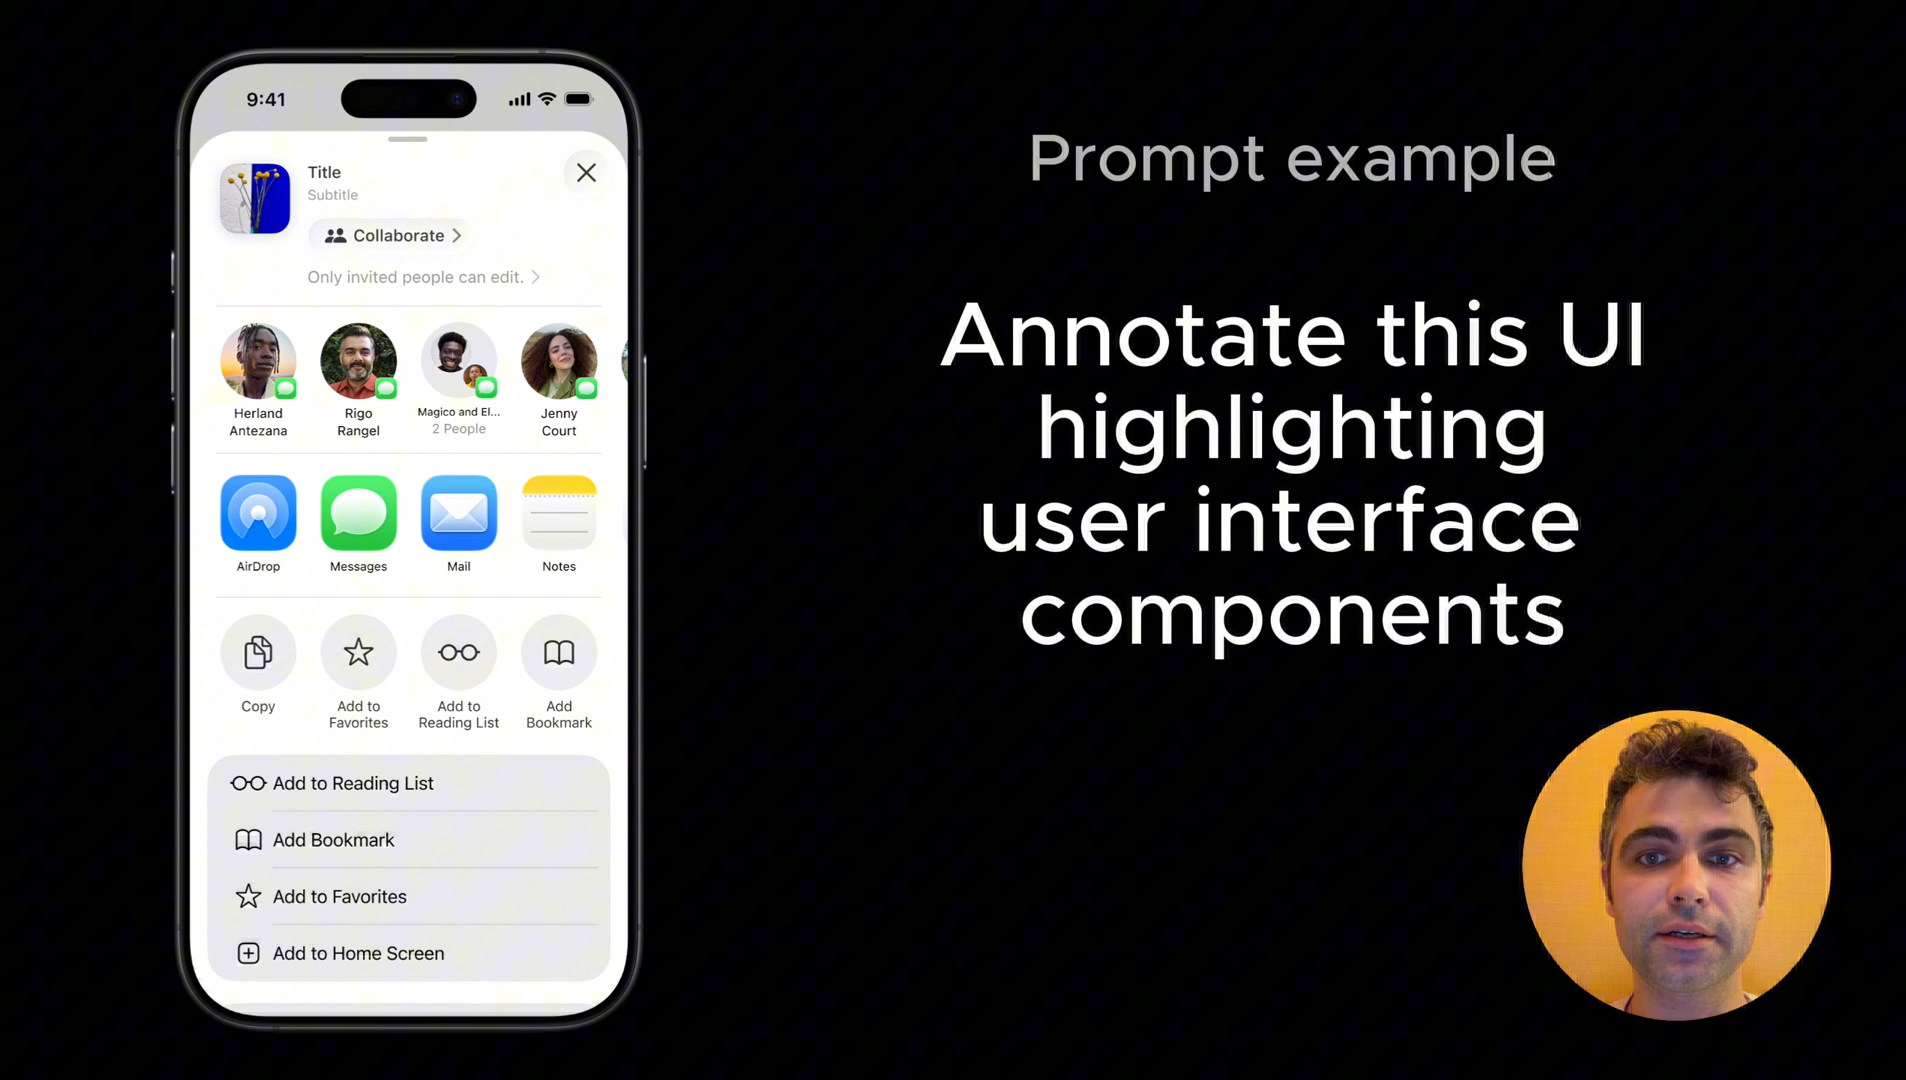 9:41
Title
Subtitle
Collaborate
Only invited people can edit.
Herland
Antezana
Rigo
Rangel
Magico and El...
2 People
Jenny
Court
AirDrop
Messages
Mail
Notes
Copy
Add to
Favorites
Add to
Reading List
Add
Bookmark
Add to Reading List
Add Bookmark
Add to Favorites
Add to Home Screen
Prompt example
Annotate this UI
highlighting
user interface
components